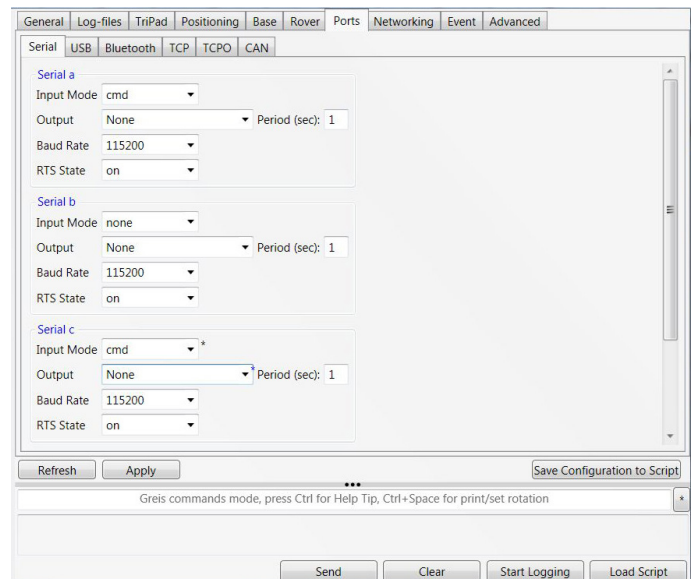 General Log-files TriPad Positioning Base Rover Ports Networking Event Advanced
Serial USB Bluetooth TCP TCPO CAN
Serial a
Input Mode cmd
Output None Period (sec): 1
Baud Rate 115200
RTS State on
Serial b
Input Mode none
Output None Period (sec): 1
Baud Rate 115200
RTS State on
Serial c
Input Mode cmd *
Output None * Period (sec): 1
Baud Rate 115200
RTS State on
Refresh Apply Save Configuration to Script
Greis commands mode, press Ctrl for Help Tip, Ctrl+Space for print/set rotation *
Send Clear Start Logging Load Script